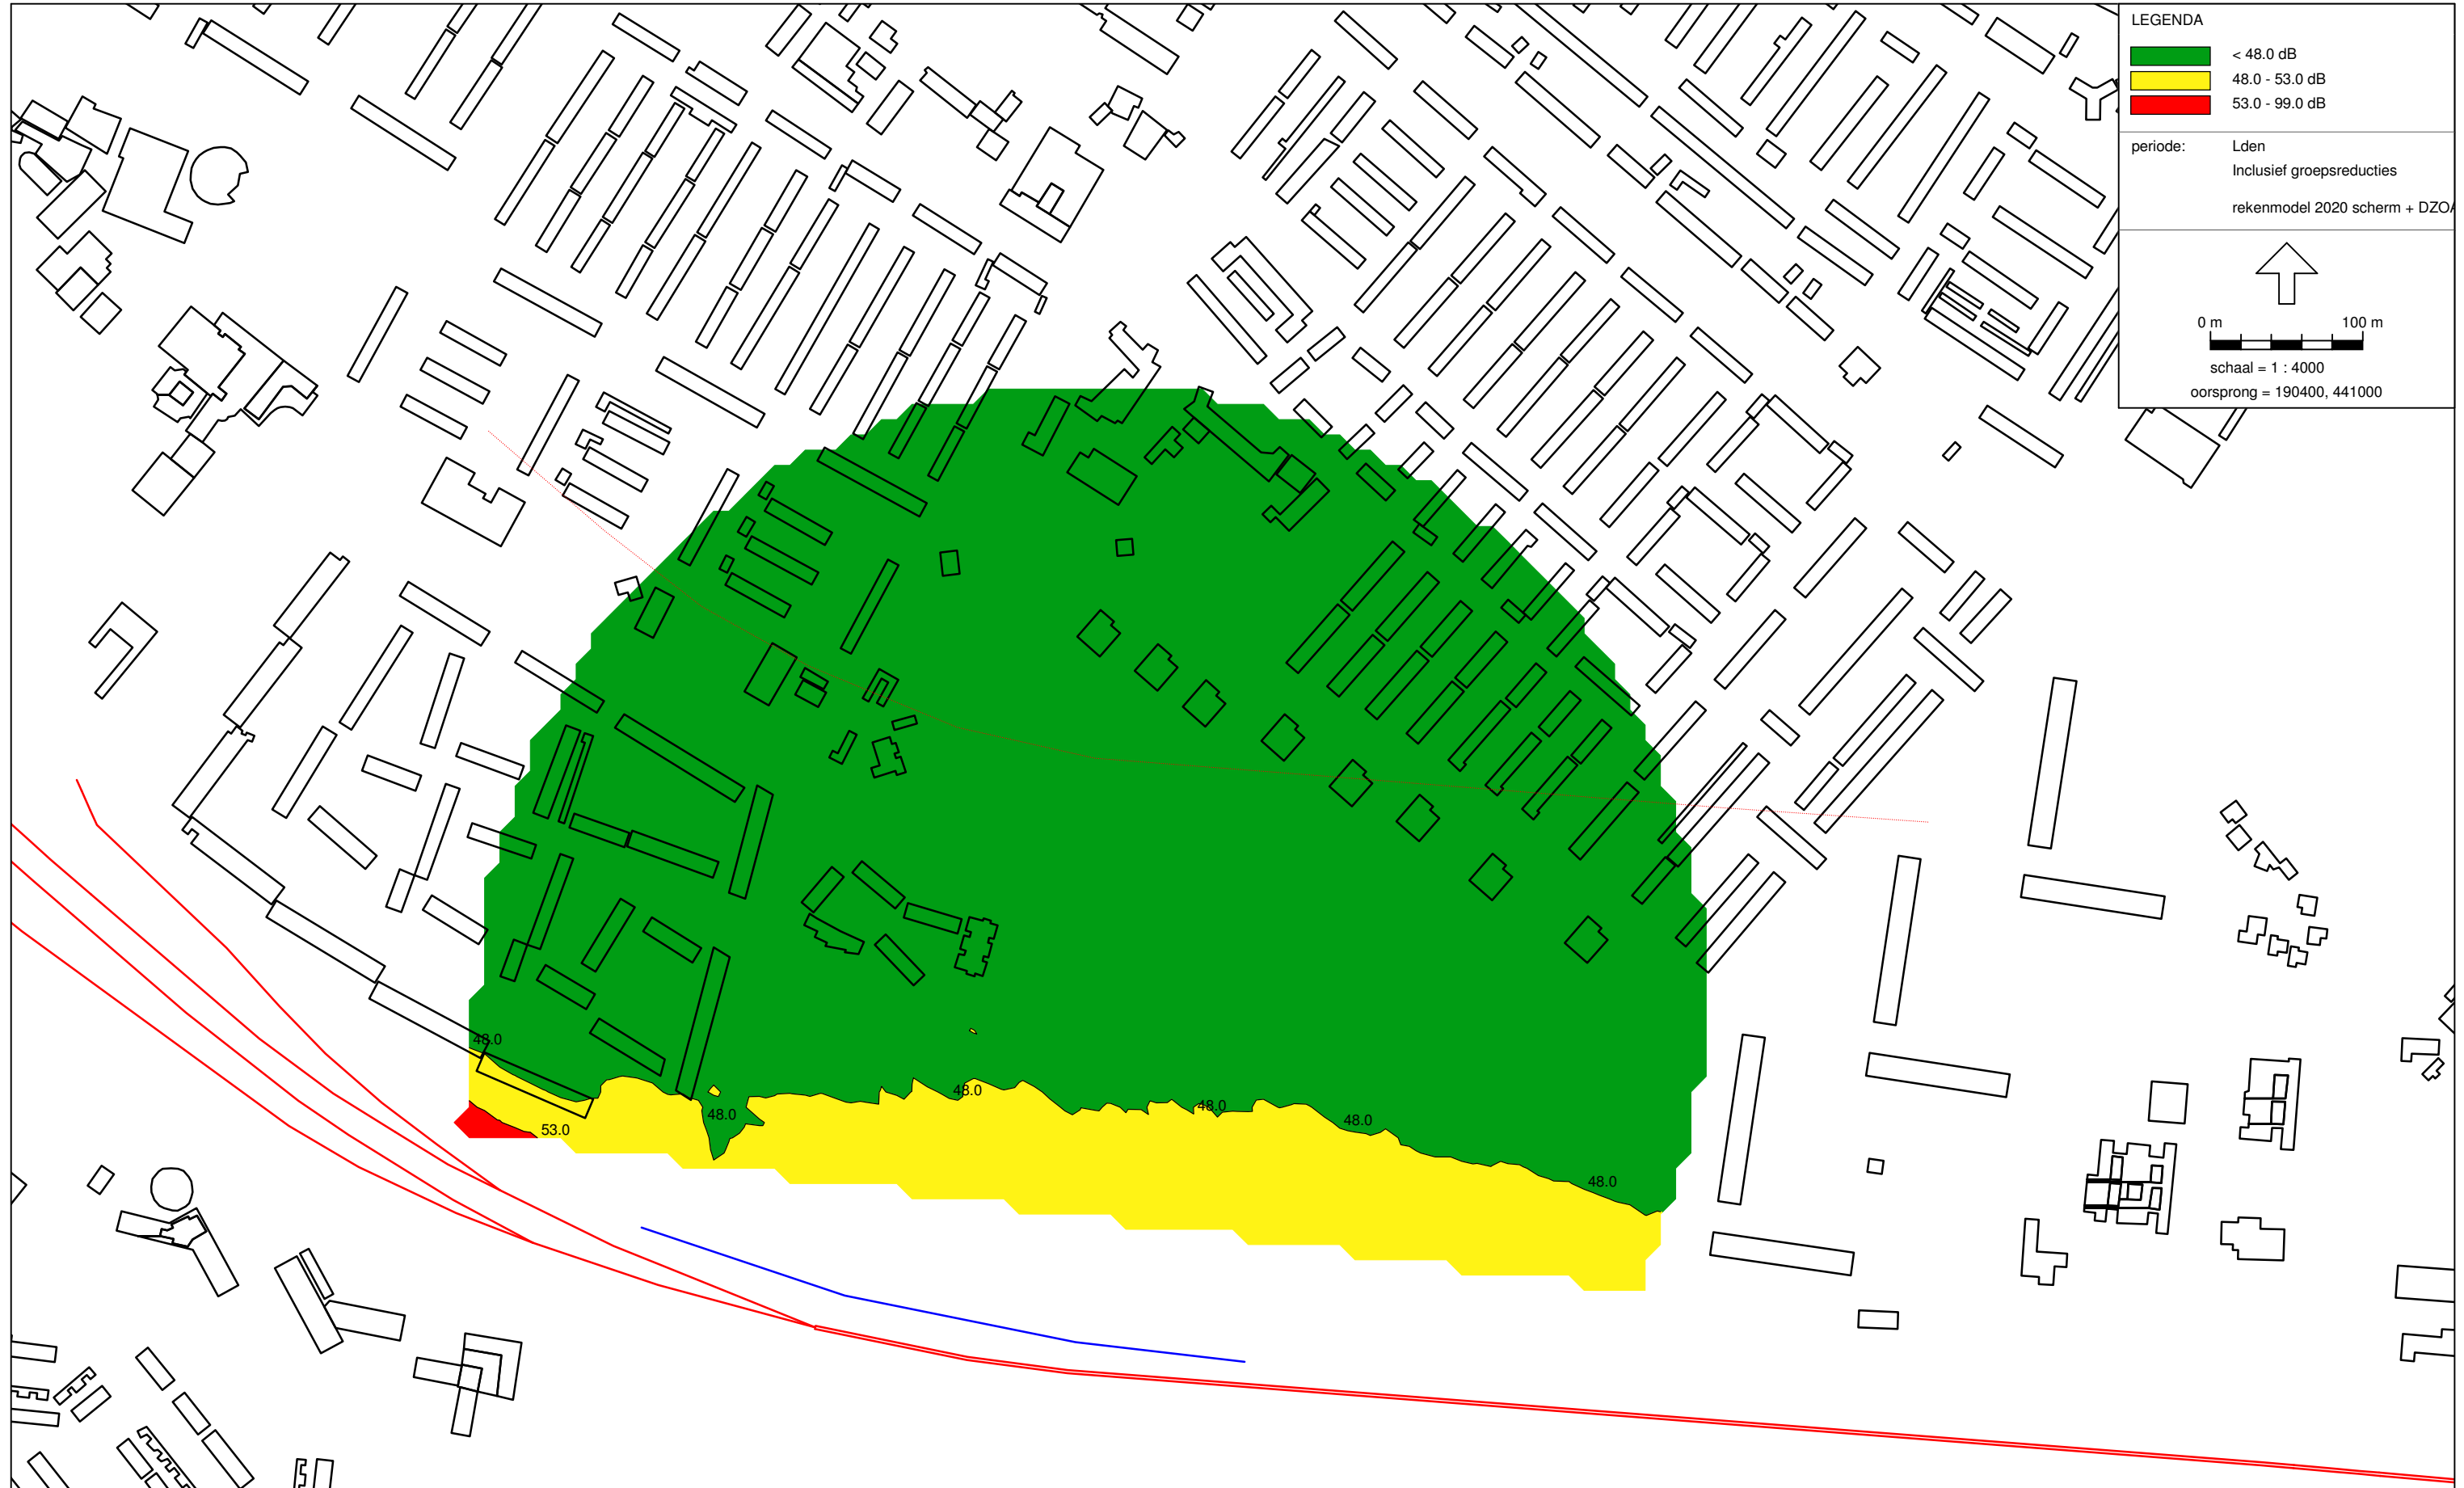 LEGENDA
< 48.0 dB
48.0 - 53.0 dB
53.0 - 99.0 dB
periode: Lden
Inclusief groepsreducties
rekenmodel 2020 scherm + DZOA
0 m 100 m
schaal = 1 : 4000
oorsprong = 190400, 441000
48.0
48.0
48.0
48.0
48.0
53.0
48.0